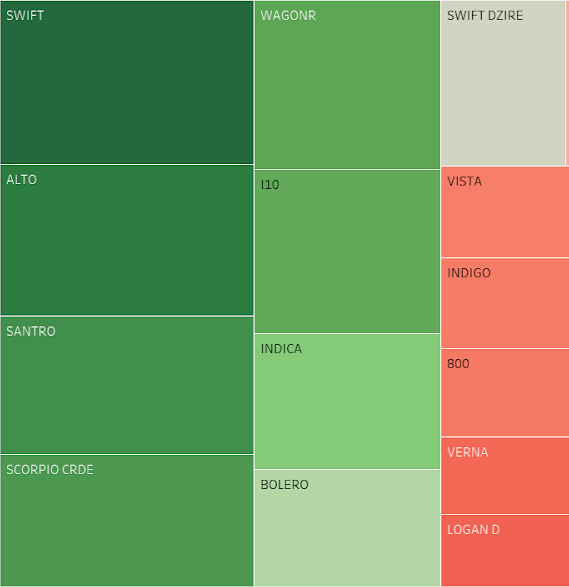 SWIFT
ALTO
SANTRO
SCORPIO CRDE
WAGONR
I10
INDICA
BOLERO
SWIFT DZIRE
VISTA
INDIGO
800
VERNA
LOGAN D